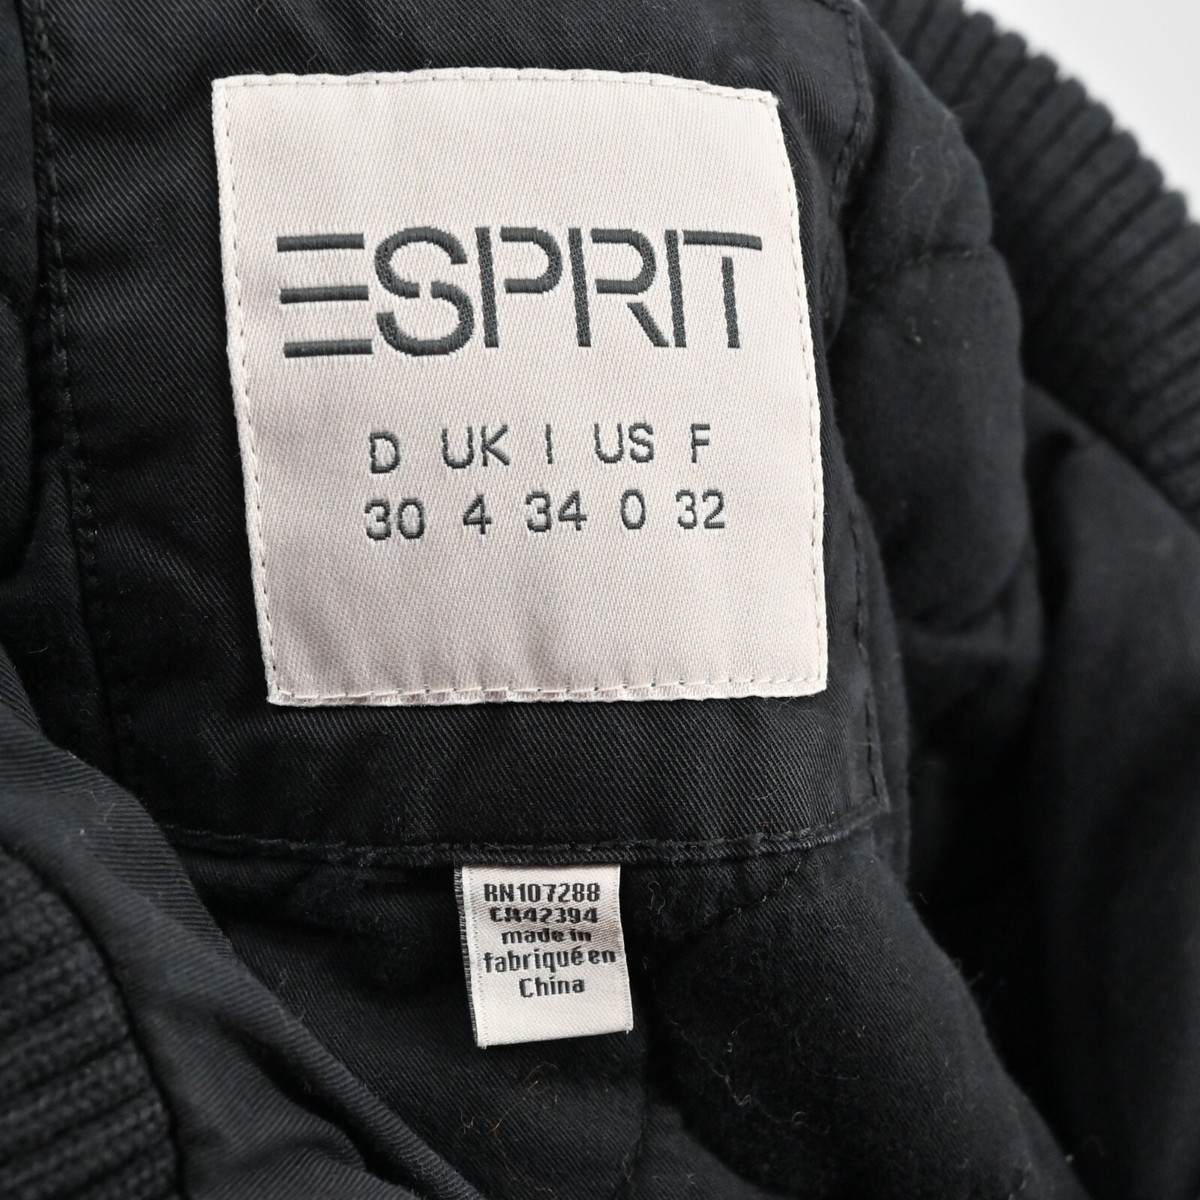 ESPRIT
D UK I US F
30 4 34 0 32
RN107288
CA42394
made in
fabriqué en
China